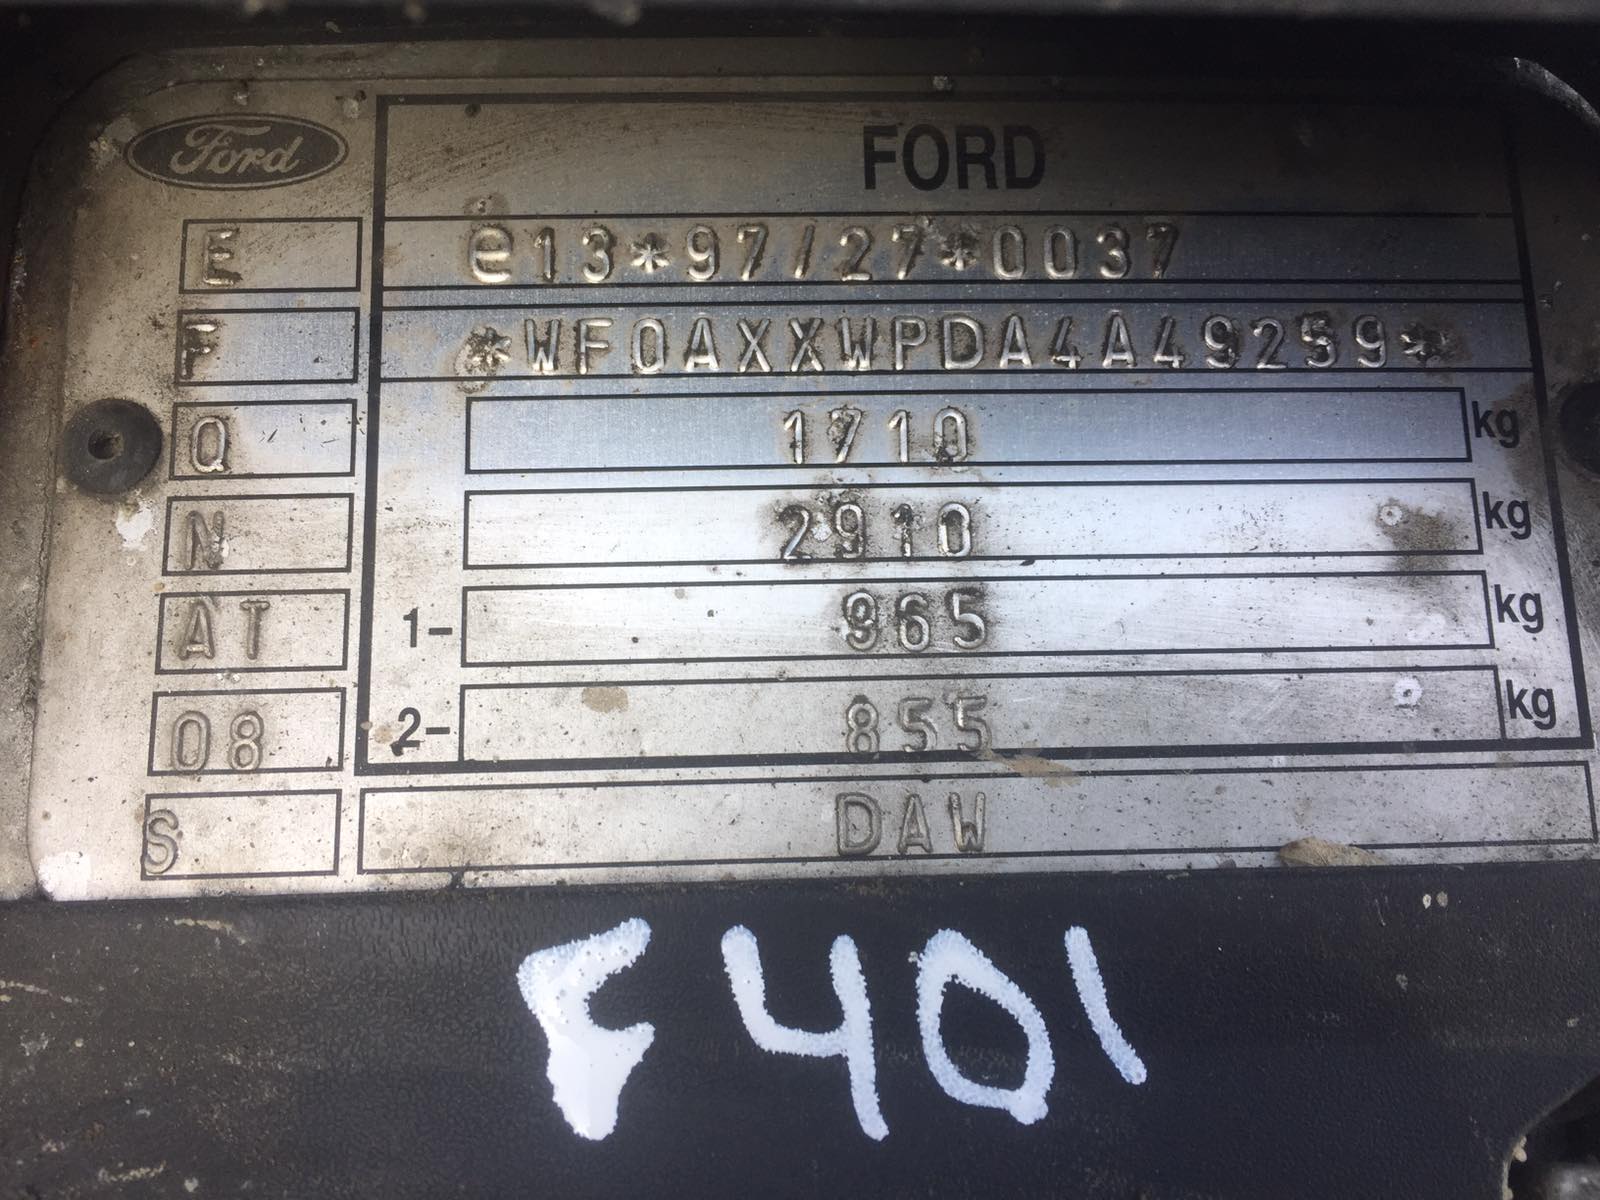 Ford FORD
E e13*97/27*0037
F *WF0AXXWPDA4A49259*
Q 1710 kg
N 2910 kg
AT 1- 965 kg
08 2- 855 kg
S DAW
F401